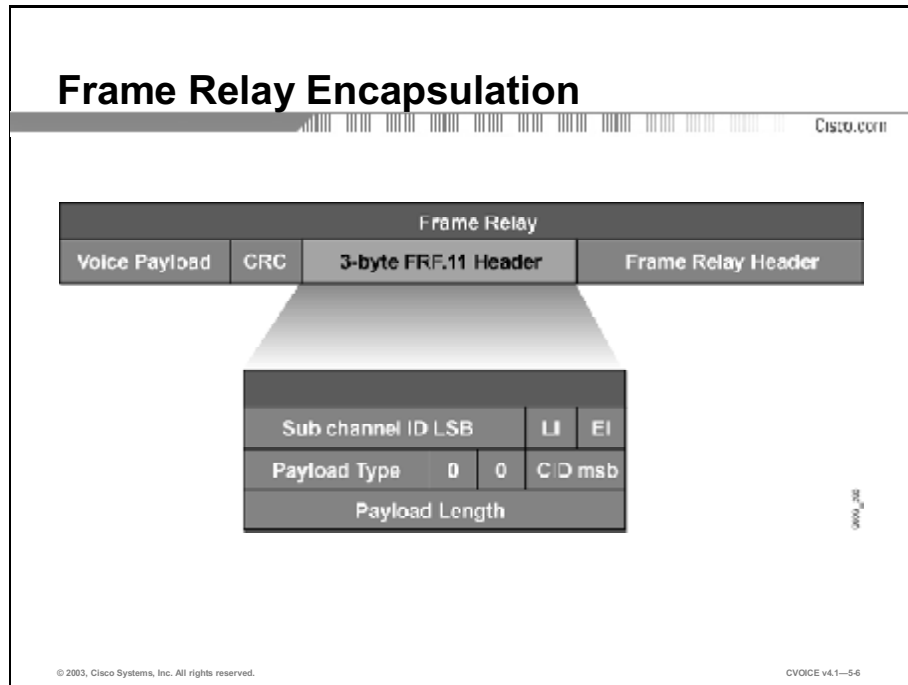 Frame Relay Encapsulation
Cisco.com
Frame Relay
Voice Payload CRC 3-byte FRF.11 Header Frame Relay Header
Sub channel ID LSB LI EI
Payload Type 0 0 CID msb
Payload Length
© 2003, Cisco Systems, Inc. All rights reserved. CVOICE v4.1—5-6